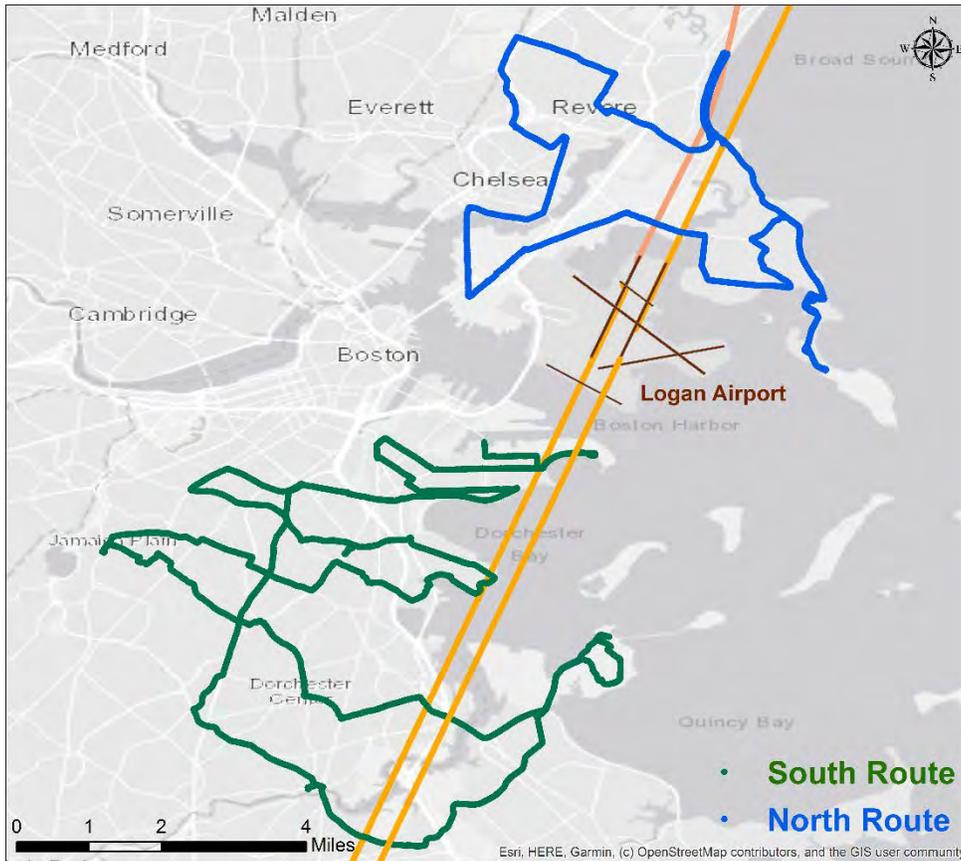 Malden
N
Medford
W E
Broad Soun
S
Everett
Revere
Chelsea
Somerville
Cambridge
Boston
Logan Airport
Boston Harbor
Dorchester
Bay
Jamaica Plain
Dorchester
Center
Quincy Bay
South Route
North Route
0 1 2 4
Miles
Esri, HERE, Garmin, (c) OpenStreetMap contributors, and the GIS user community